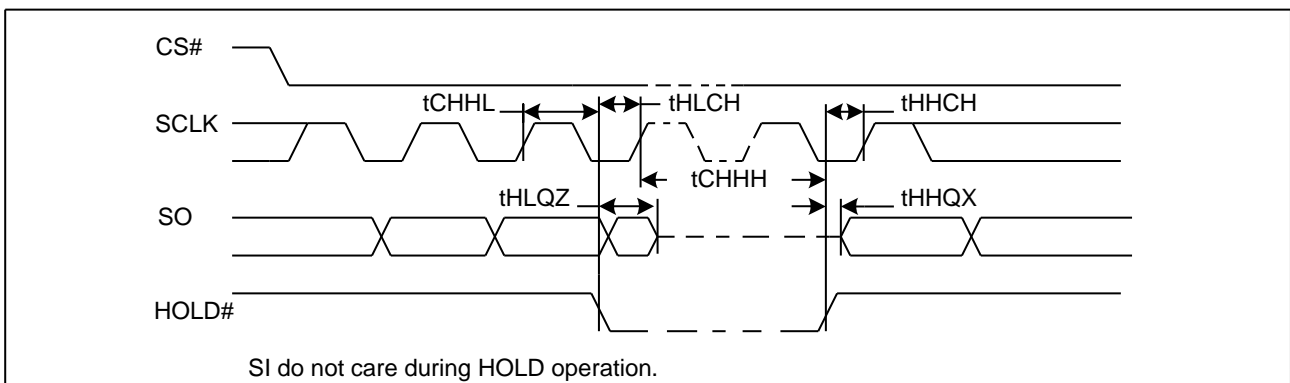 CS#
tCHHL
tHLCH
tHHCH
SCLK
tCHHH
tHLQZ
tHHQX
SO
HOLD#
SI do not care during HOLD operation.